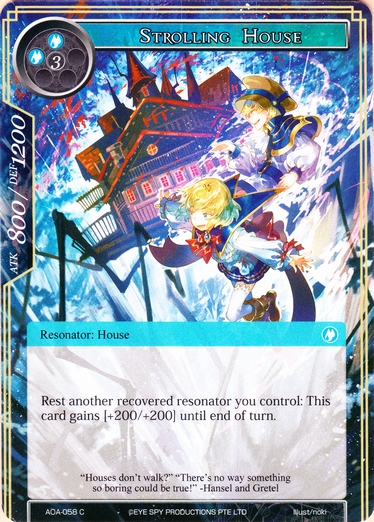 Strolling House
3
ATK 800 / DEF 1200
Resonator: House
Rest another recovered resonator you control: This
card gains [+200/+200] until end of turn.
"Houses don't walk?" "There's no way something
so boring could be true!" -Hansel and Gretel
AOA-058 C
©EYE SPY PRODUCTIONS PTE LTD
Illust/noki